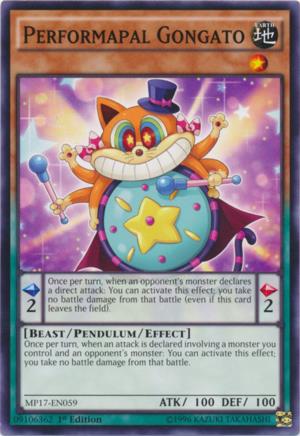 PERFORMAPAL GONGATO
EARTH
地
Once per turn, when an opponent's monster declares
a direct attack: You can activate this effect; you take
no battle damage from that battle (even if this card
leaves the field).
2
2
[BEAST/PENDULUM/EFFECT]
Once per turn, when an attack is declared involving a monster you
control and an opponent's monster: You can activate this effect;
you take no battle damage from that battle.
MP17-EN059
ATK/ 100 DEF/ 100
09106362 1st Edition
©1996 KAZUKI TAKAHASHI